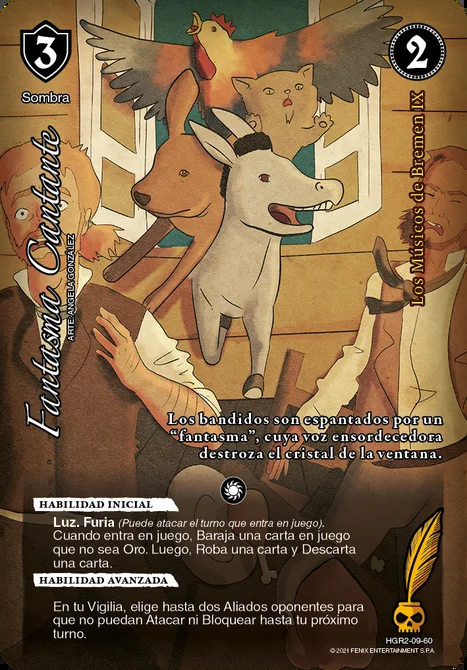 3
2
Sombra
Fantasma Cantante
ARTE: ANGELA GONZÁLEZ
Los Músicos de Bremen IX
Los bandidos son espantados por un
“fantasma”, cuya voz ensordecedora
destroza el cristal de la ventana.
HABILIDAD INICIAL
Luz. Furia (Puede atacar el turno que entra en juego).
Cuando entra en juego, Baraja una carta en juego
que no sea Oro. Luego, Roba una carta y Descarta
una carta.
HABILIDAD AVANZADA
En tu Vigilia, elige hasta dos Aliados oponentes para
que no puedan Atacar ni Bloquear hasta tu próximo
turno.
HGR2-09-60
©2021 FENIX ENTERTAINMENT S.P.A.